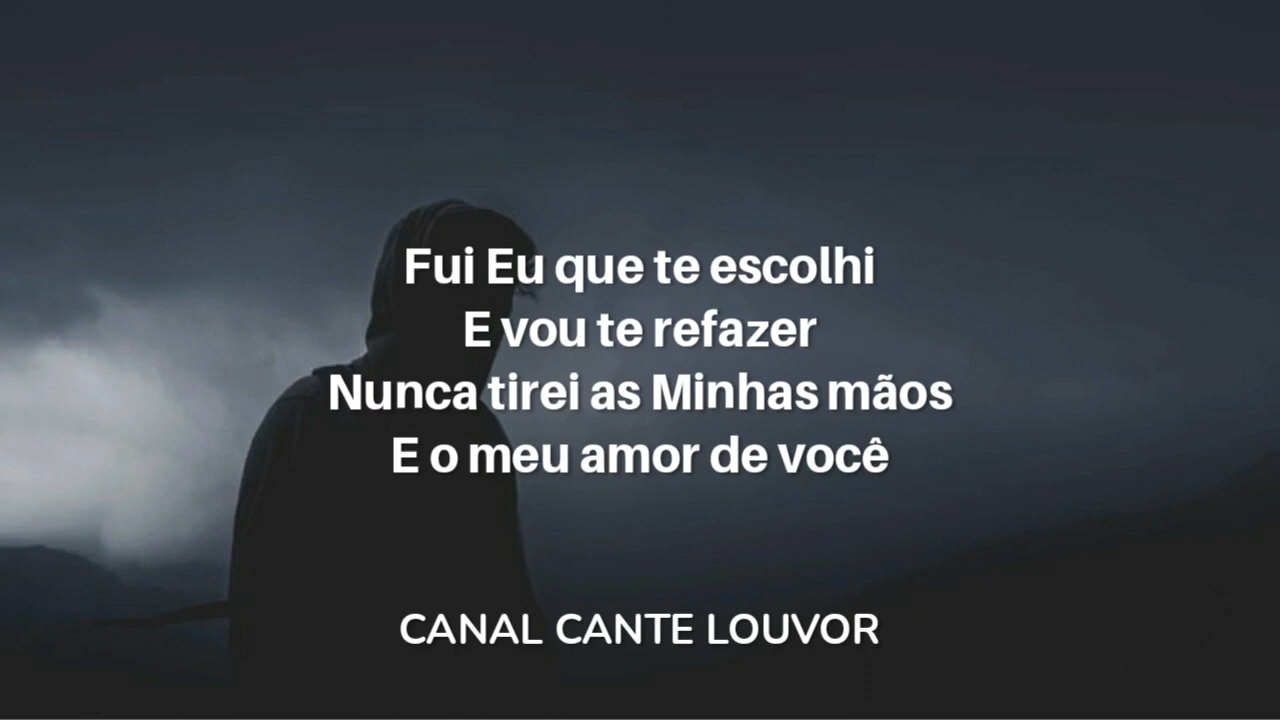 Fui Eu que te escolhi
E vou te refazer
Nunca tirei as Minhas mãos
E o meu amor de você
CANAL CANTE LOUVOR